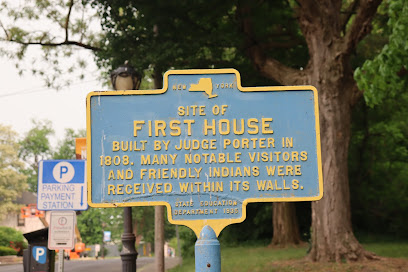 NEW YORK
SITE OF
FIRST HOUSE
BUILT BY JUDGE PORTER IN
1808. MANY NOTABLE VISITORS
AND FRIENDLY INDIANS WERE
RECEIVED WITHIN ITS WALLS.
STATE EDUCATION
DEPARTMENT 1935
P
PARKING
PAYMENT
STATION
P